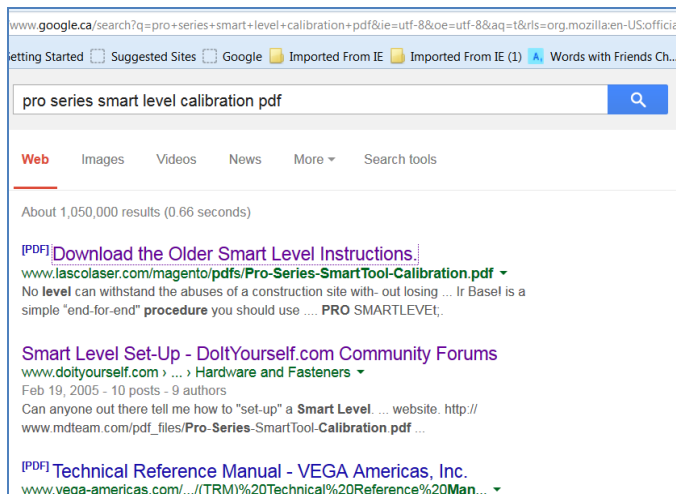 www.google.ca/search?q=pro+series+smart+level+calibration+pdf&ie=utf-8&oe=utf-8&aq=t&rls=org.mozilla:en-US:officia
etting Started Suggested Sites Google Imported From IE Imported From IE (1) A, Words with Friends Ch...
pro series smart level calibration pdf
Web Images Videos News More Search tools
About 1,050,000 results (0.66 seconds)
[PDF] Download the Older Smart Level Instructions.
www.lascolaser.com/magento/pdfs/Pro-Series-SmartTool-Calibration.pdf
No level can withstand the abuses of a construction site with- out losing ... Ir Basel is a
simple "end-for-end" procedure you should use .... PRO SMARTLEVEt;.
Smart Level Set-Up - DoItYourself.com Community Forums
www.doityourself.com › ... › Hardware and Fasteners
Feb 19, 2005 - 10 posts - 9 authors
Can anyone out there tell me how to "set-up" a Smart Level. ... website. http://
www.mdteam.com/pdf_files/Pro-Series-SmartTool-Calibration.pdf ...
[PDF] Technical Reference Manual - VEGA Americas, Inc.
www.vega-americas.com/.../(TRM)%20Technical%20Reference%20Man...